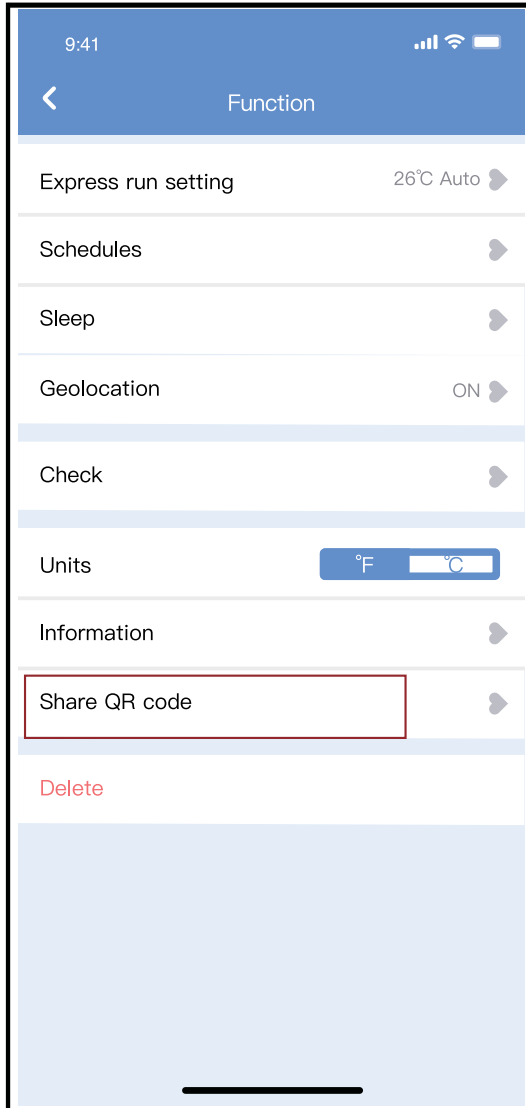 9:41
Function
Express run setting 26℃ Auto
Schedules
Sleep
Geolocation ON
Check
Units °F °C
Information
Share QR code
Delete